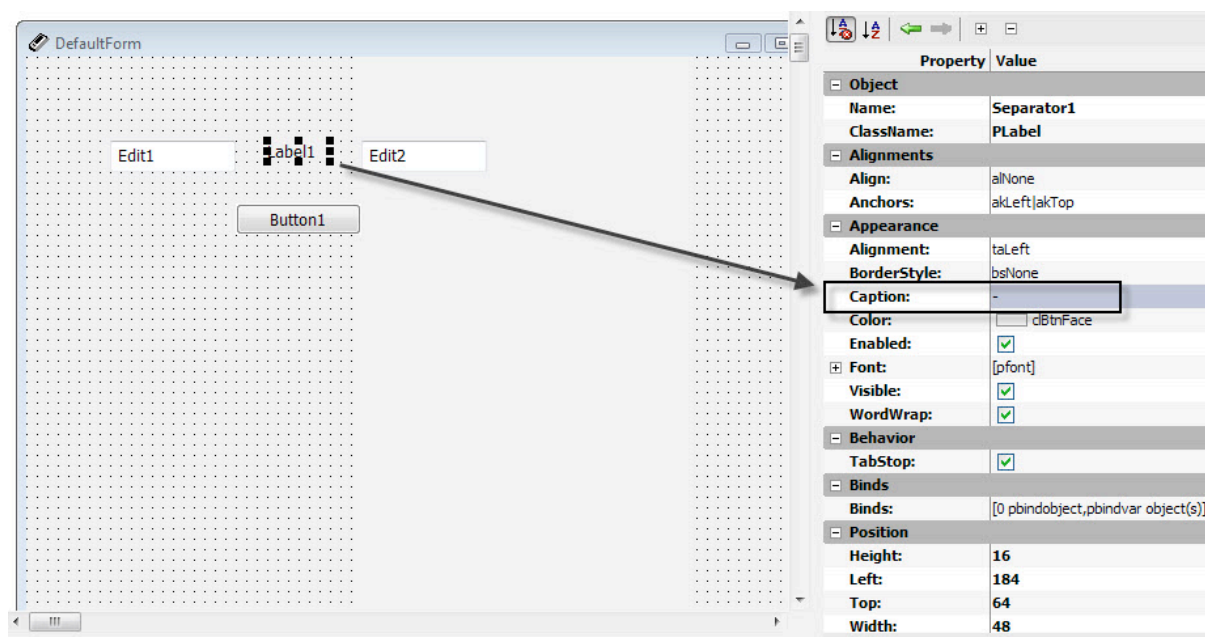 DefaultForm
Edit1
Label1
Edit2
Button1
Property Value
Object
Name: Separator1
ClassName: PLabel
Alignments
Align: alNone
Anchors: akLeft|akTop
Appearance
Alignment: taLeft
BorderStyle: bsNone
Caption: -
Color: clBtnFace
Enabled:
Font: [pfont]
Visible:
WordWrap:
Behavior
TabStop:
Binds
Binds: [0 pbindobject,pbindvar object(s)]
Position
Height: 16
Left: 184
Top: 64
Width: 48